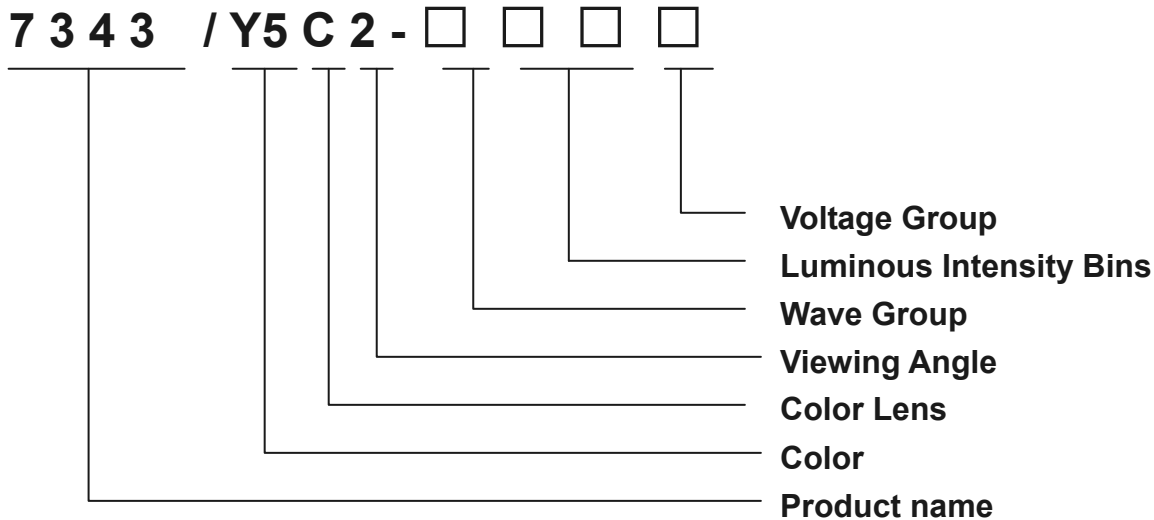 7 3 4 3 / Y5 C 2 - □ □ □ □
Voltage Group
Luminous Intensity Bins
Wave Group
Viewing Angle
Color Lens
Color
Product name